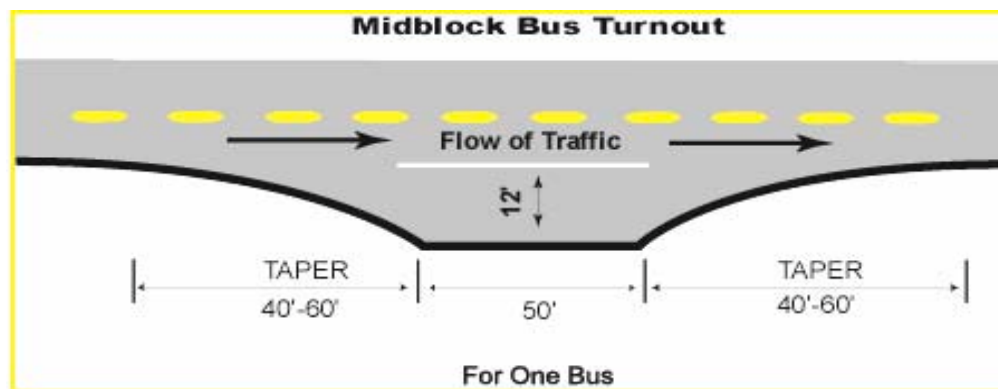 Midblock Bus Turnout
Flow of Traffic
12'
TAPER TAPER
40'-60' 50' 40'-60'
For One Bus